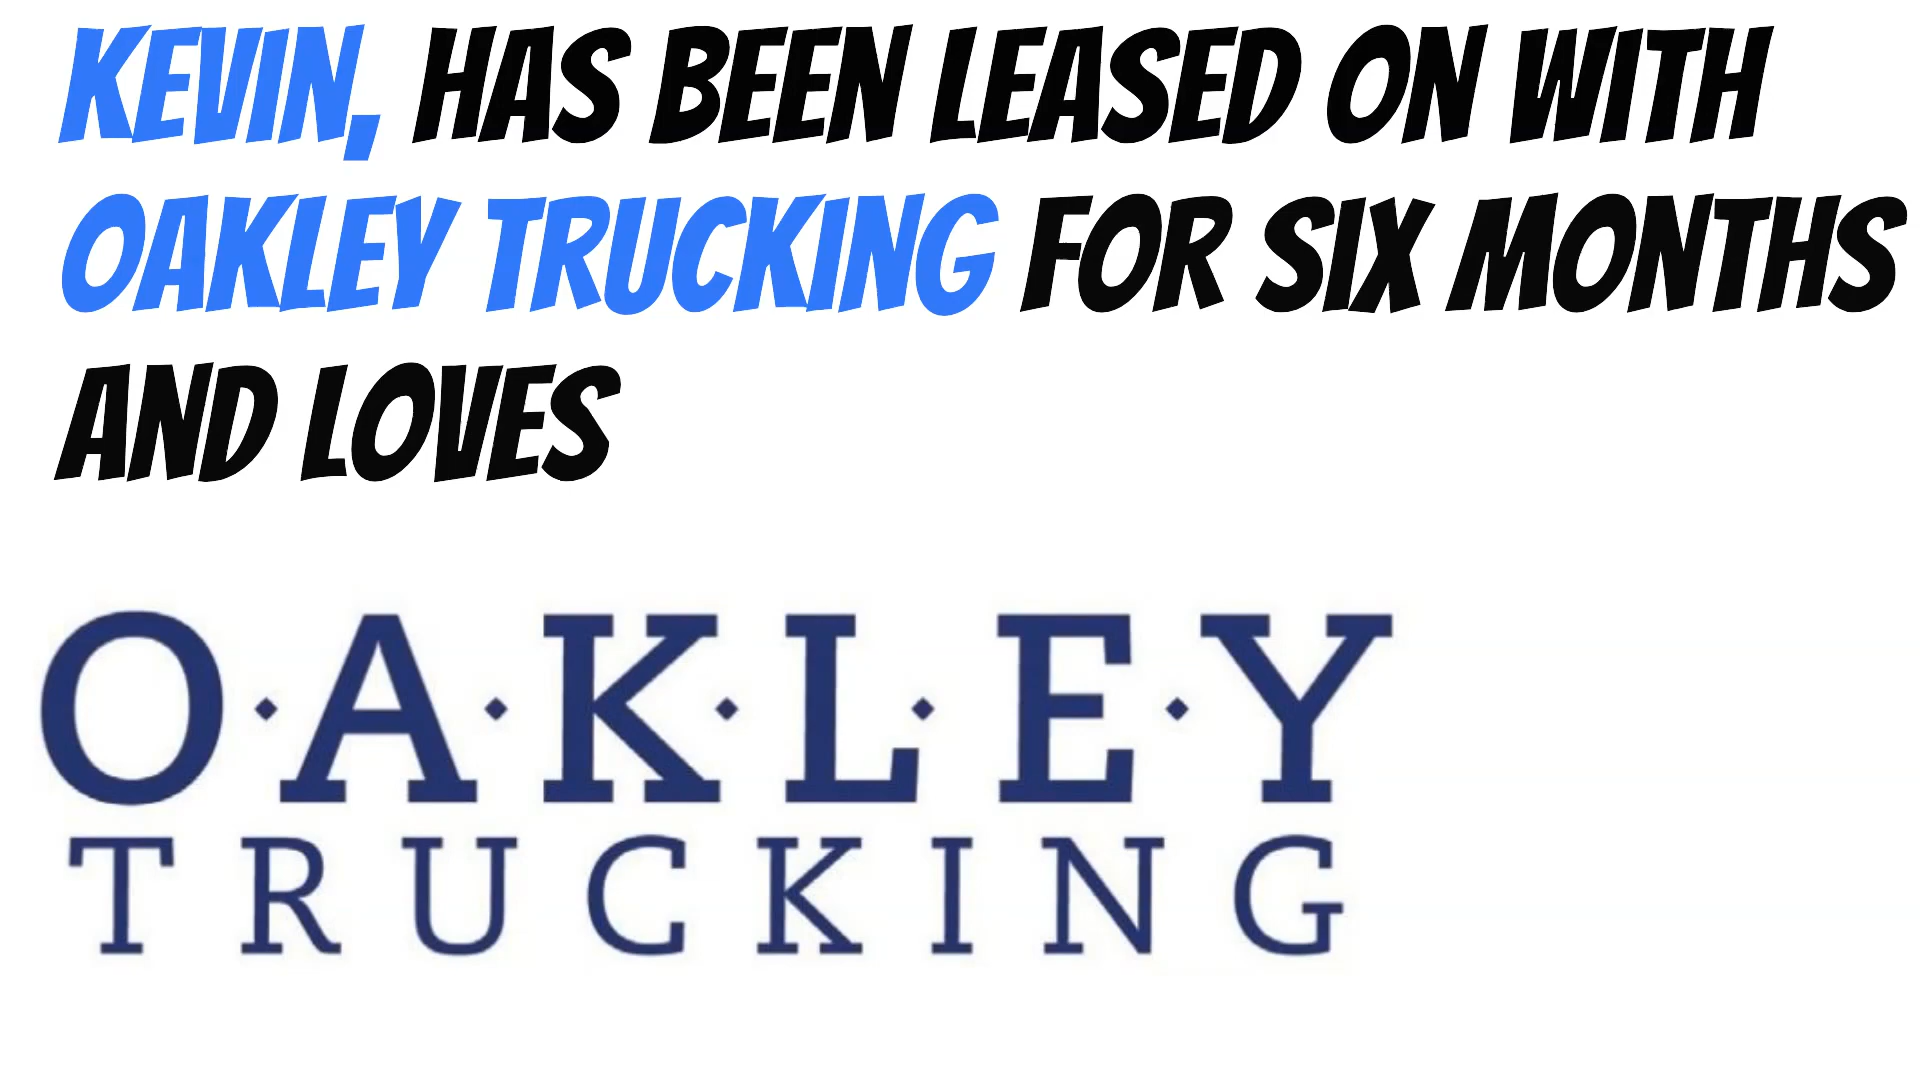 KEVIN, HAS BEEN LEASED ON WITH
OAKLEY TRUCKING FOR SIX MONTHS
AND LOVES
O·A·K·L·E·Y
TRUCKING